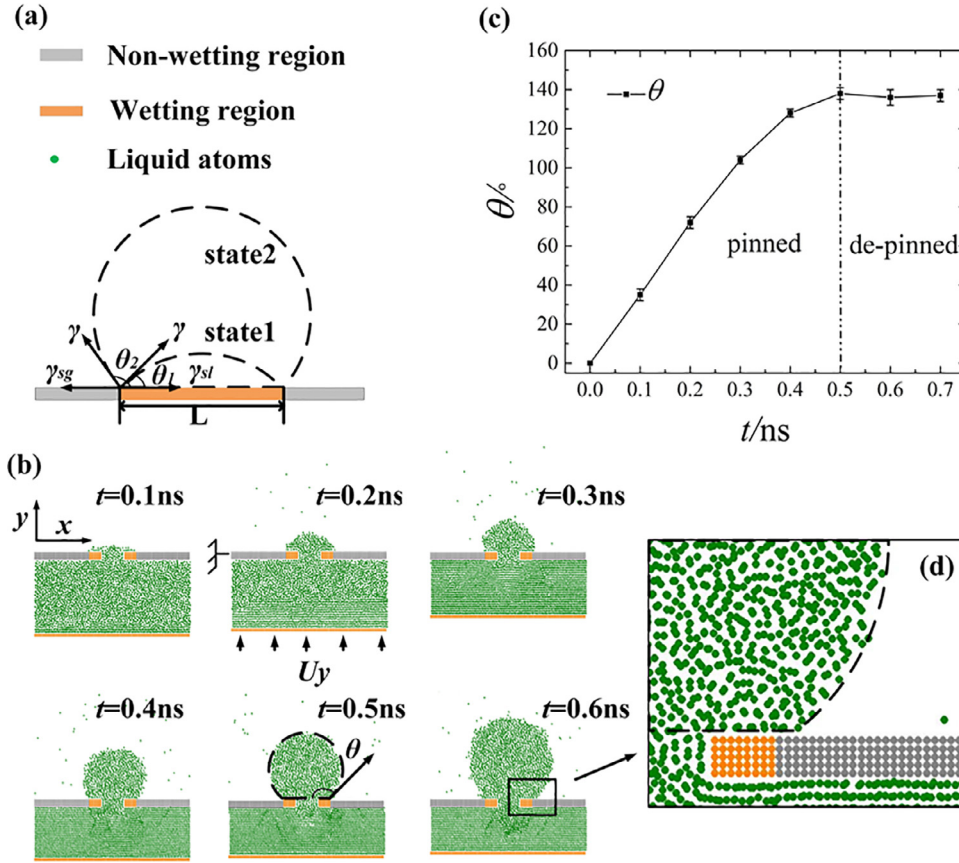 (a)
Non-wetting region
Wetting region
Liquid atoms
state2
state1
γ γ
θ2 θ1
γsg γsl
L
(c)
160
140
120
100
80
60
40
20
0
θ/°
θ
pinned
de-pinned
0.0 0.1 0.2 0.3 0.4 0.5 0.6 0.7
t/ns
(b)
y
x
t=0.1ns
t=0.2ns
t=0.3ns
Uy
t=0.4ns
t=0.5ns
θ
t=0.6ns
(d)